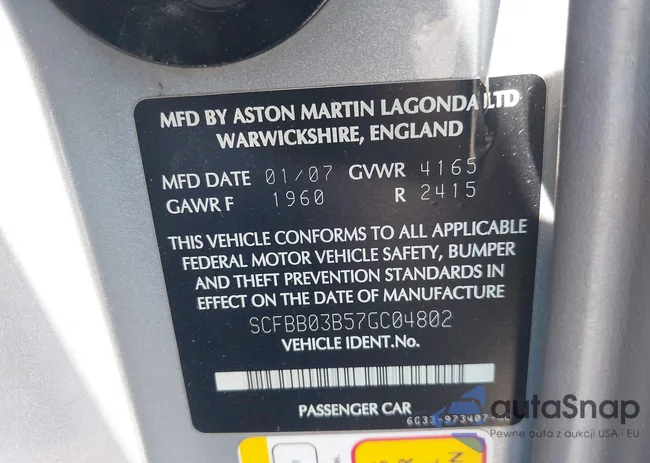 MFD BY ASTON MARTIN LAGONDA LTD
WARWICKSHIRE, ENGLAND
MFD DATE 01/07 GVWR 4165
GAWR F 1960 R 2415
THIS VEHICLE CONFORMS TO ALL APPLICABLE
FEDERAL MOTOR VEHICLE SAFETY, BUMPER
AND THEFT PREVENTION STANDARDS IN
EFFECT ON THE DATE OF MANUFACTURE
SCFBB03B57GC04802
VEHICLE IDENT.No.
PASSENGER CAR
autaSnap
Pewne auta z aukcji USA · EU